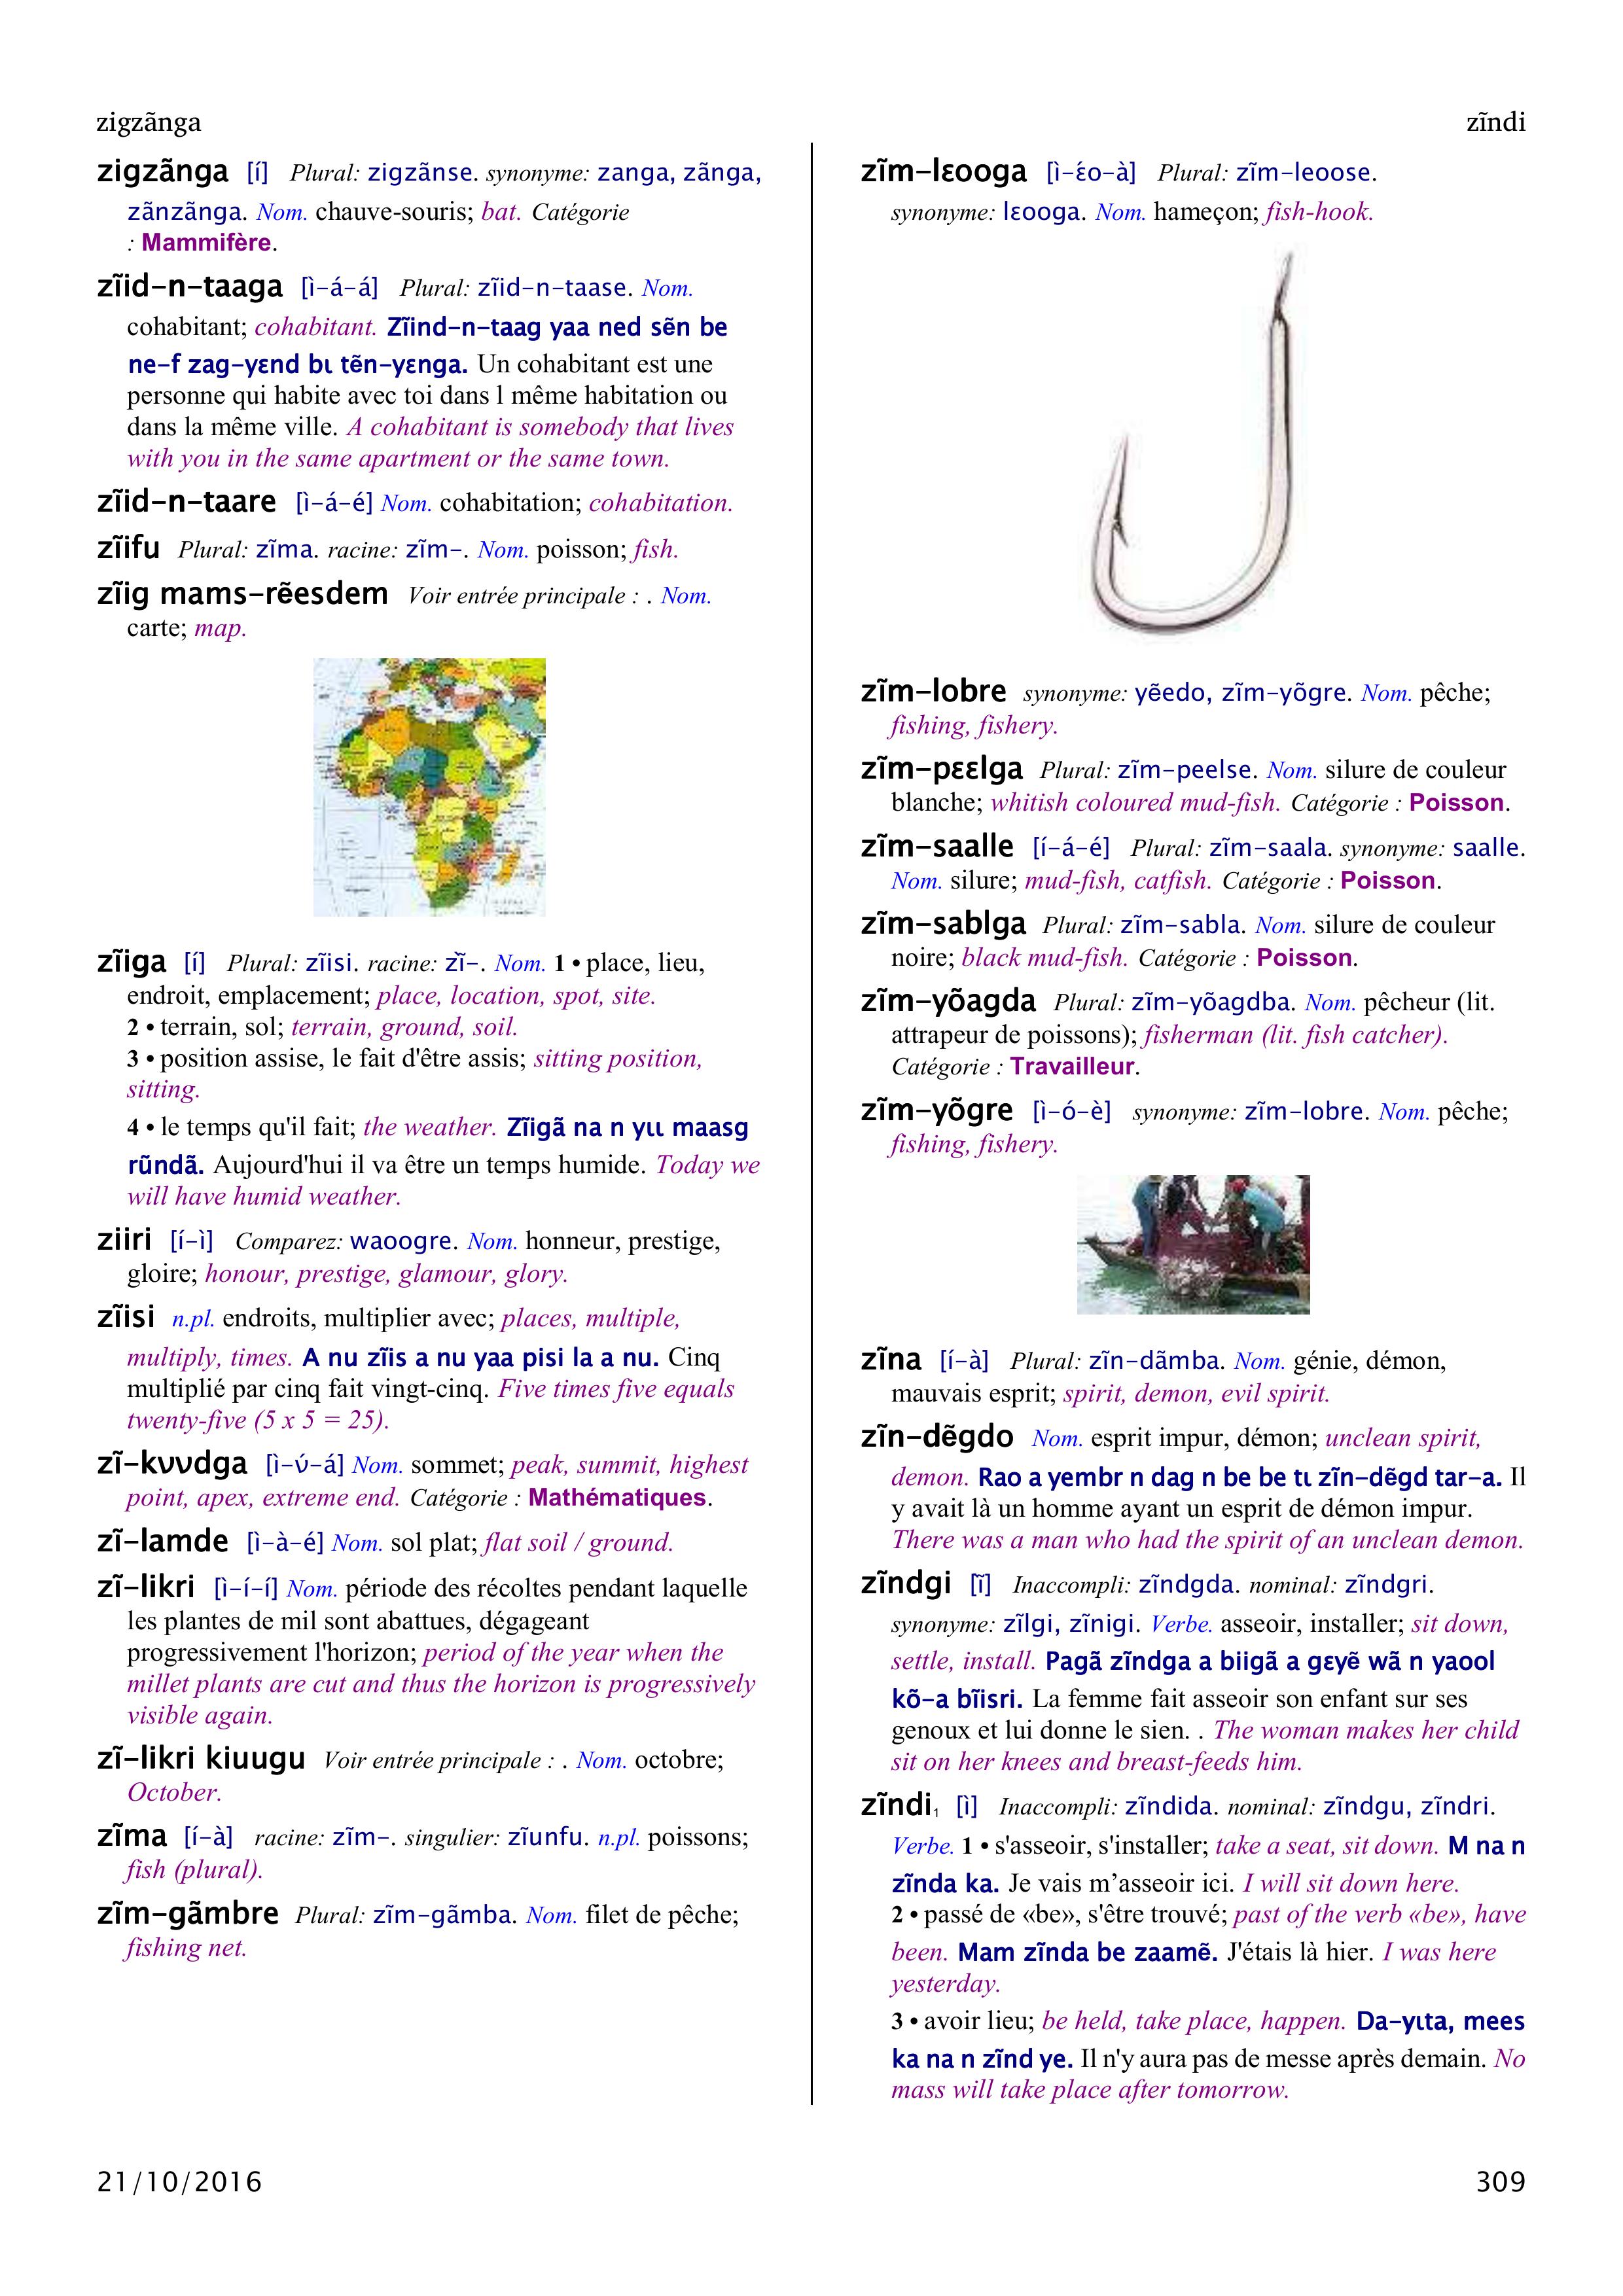 zigzãnga
zĩndi
zigzãnga [í] Plural: zigzãnse. synonyme: zanga, zãnga,
zãnzãnga. Nom. chauve-souris; bat. Catégorie
: Mammifère.
zĩid-n-taaga [ì-á-á] Plural: zĩid-n-taase. Nom.
cohabitant; cohabitant. Zĩind-n-taag yaa ned sẽn be
ne-f zag-yɛnd bɩ tẽn-yɛnga. Un cohabitant est une
personne qui habite avec toi dans l même habitation ou
dans la même ville. A cohabitant is somebody that lives
with you in the same apartment or the same town.
zĩid-n-taare [ì-á-é] Nom. cohabitation; cohabitation.
zĩifu Plural: zĩma. racine: zĩm-. Nom. poisson; fish.
zĩig mams-rẽesdem Voir entrée principale : . Nom.
carte; map.
zĩiga [í] Plural: zĩisi. racine: zĩ-. Nom. 1 • place, lieu,
endroit, emplacement; place, location, spot, site.
2 • terrain, sol; terrain, ground, soil.
3 • position assise, le fait d'être assis; sitting position,
sitting.
4 • le temps qu'il fait; the weather. Zĩigã na n yɩɩ maasg
rũndã. Aujourd'hui il va être un temps humide. Today we
will have humid weather.
ziiri [í-ì] Comparez: waoogre. Nom. honneur, prestige,
gloire; honour, prestige, glamour, glory.
zĩisi n.pl. endroits, multiplier avec; places, multiple,
multiply, times. A nu zĩis a nu yaa pisi la a nu. Cinq
multiplié par cinq fait vingt-cinq. Five times five equals
twenty-five (5 x 5 = 25).
zĩ-kʋʋdga [ì-ʋ́-á] Nom. sommet; peak, summit, highest
point, apex, extreme end. Catégorie : Mathématiques.
zĩ-lamde [ì-à-é] Nom. sol plat; flat soil / ground.
zĩ-likri [ì-í-í] Nom. période des récoltes pendant laquelle
les plantes de mil sont abattues, dégageant
progressivement l'horizon; period of the year when the
millet plants are cut and thus the horizon is progressively
visible again.
zĩ-likri kiuugu Voir entrée principale : . Nom. octobre;
October.
zĩma [í-à] racine: zĩm-. singulier: zĩunfu. n.pl. poissons;
fish (plural).
zĩm-gãmbre Plural: zĩm-gãmba. Nom. filet de pêche;
fishing net.
zĩm-lɛooga [ì-ɛ́o-à] Plural: zĩm-leoose.
synonyme: lɛooga. Nom. hameçon; fish-hook.
zĩm-lobre synonyme: yẽedo, zĩm-yõgre. Nom. pêche;
fishing, fishery.
zĩm-pɛɛlga Plural: zĩm-peelse. Nom. silure de couleur
blanche; whitish coloured mud-fish. Catégorie : Poisson.
zĩm-saalle [í-á-é] Plural: zĩm-saala. synonyme: saalle.
Nom. silure; mud-fish, catfish. Catégorie : Poisson.
zĩm-sablga Plural: zĩm-sabla. Nom. silure de couleur
noire; black mud-fish. Catégorie : Poisson.
zĩm-yõagda Plural: zĩm-yõagdba. Nom. pêcheur (lit.
attrapeur de poissons); fisherman (lit. fish catcher).
Catégorie : Travailleur.
zĩm-yõgre [ì-ó-è] synonyme: zĩm-lobre. Nom. pêche;
fishing, fishery.
zĩna [í-à] Plural: zĩn-dãmba. Nom. génie, démon,
mauvais esprit; spirit, demon, evil spirit.
zĩn-dẽgdo Nom. esprit impur, démon; unclean spirit,
demon. Rao a yembr n dag n be be tɩ zĩn-dẽgd tar-a. Il
y avait là un homme ayant un esprit de démon impur.
There was a man who had the spirit of an unclean demon.
zĩndgi [ĩ] Inaccompli: zĩndgda. nominal: zĩndgri.
synonyme: zĩlgi, zĩnigi. Verbe. asseoir, installer; sit down,
settle, install. Pagã zĩndga a biigã a gɛyẽ wã n yaool
kõ-a bĩisri. La femme fait asseoir son enfant sur ses
genoux et lui donne le sien. . The woman makes her child
sit on her knees and breast-feeds him.
zĩndi₁ [ì] Inaccompli: zĩndida. nominal: zĩndgu, zĩndri.
Verbe. 1 • s'asseoir, s'installer; take a seat, sit down. M na n
zĩnda ka. Je vais m’asseoir ici. I will sit down here.
2 • passé de «be», s'être trouvé; past of the verb «be», have
been. Mam zĩnda be zaamẽ. J'étais là hier. I was here
yesterday.
3 • avoir lieu; be held, take place, happen. Da-yɩta, mees
ka na n zĩnd ye. Il n'y aura pas de messe après demain. No
mass will take place after tomorrow.
21/10/2016
309